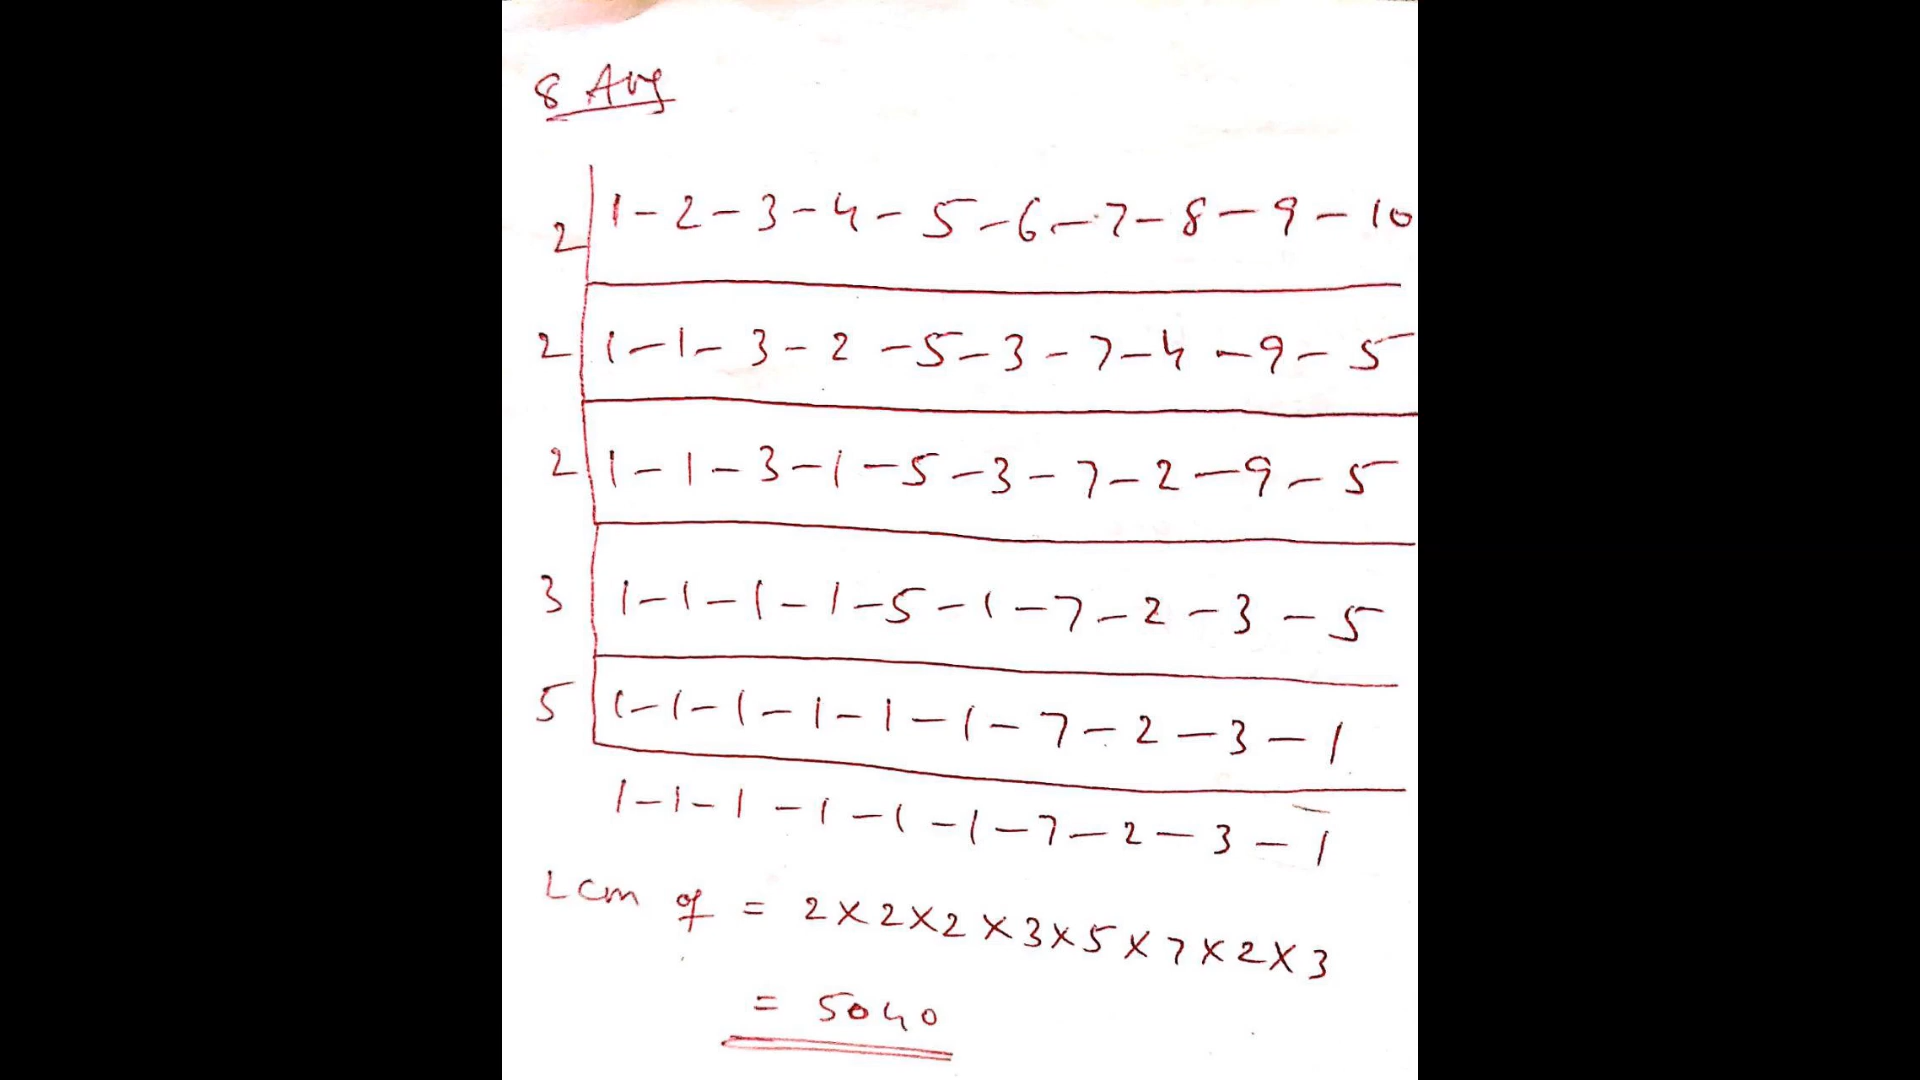 8 Aug
2 | 1 - 2 - 3 - 4 - 5 - 6 - 7 - 8 - 9 - 10
2 | 1 - 1 - 3 - 2 - 5 - 3 - 7 - 4 - 9 - 5
2 | 1 - 1 - 3 - 1 - 5 - 3 - 7 - 2 - 9 - 5
3 | 1 - 1 - 1 - 1 - 5 - 1 - 7 - 2 - 3 - 5
5 | 1 - 1 - 1 - 1 - 1 - 1 - 7 - 2 - 3 - 1
1 - 1 - 1 - 1 - 1 - 1 - 7 - 2 - 3 - 1
Lcm of = 2 × 2 × 2 × 3 × 5 × 7 × 2 × 3
= 5040